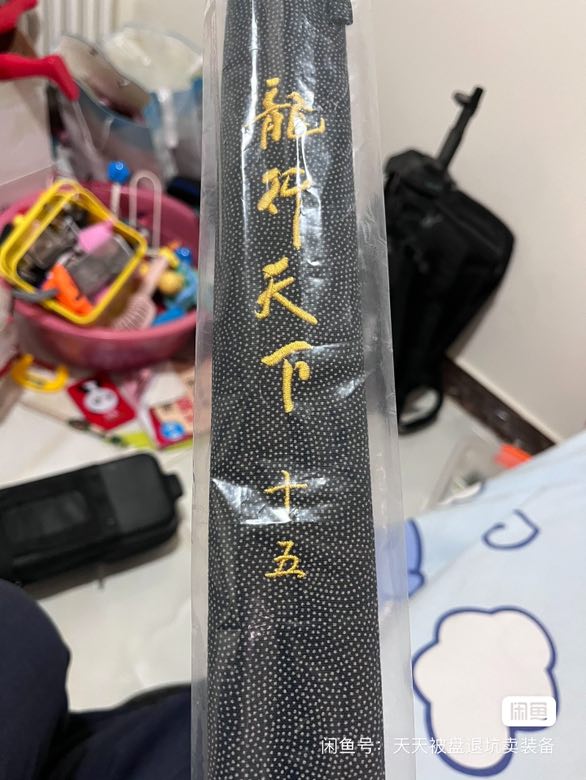 龍神天下 十五
闲鱼
闲鱼号：天天被盘退坑卖装备